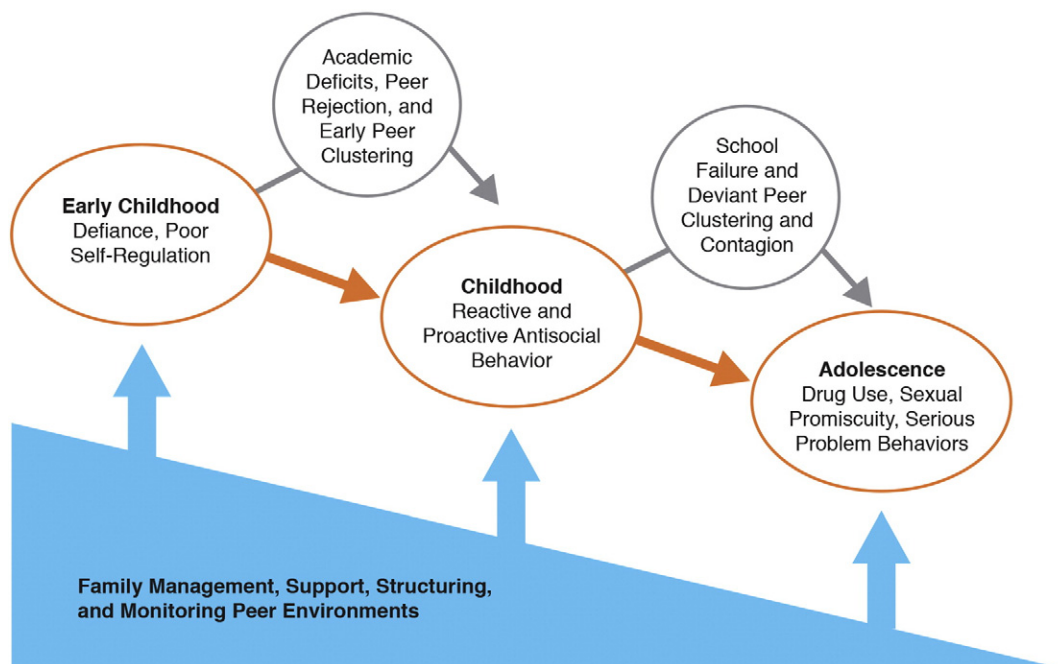 Academic
Deficits, Peer
Rejection, and
Early Peer
Clustering
School
Failure and
Deviant Peer
Clustering and
Contagion
Early Childhood
Defiance, Poor
Self-Regulation
Childhood
Reactive and
Proactive Antisocial
Behavior
Adolescence
Drug Use, Sexual
Promiscuity, Serious
Problem Behaviors
Family Management, Support, Structuring,
and Monitoring Peer Environments